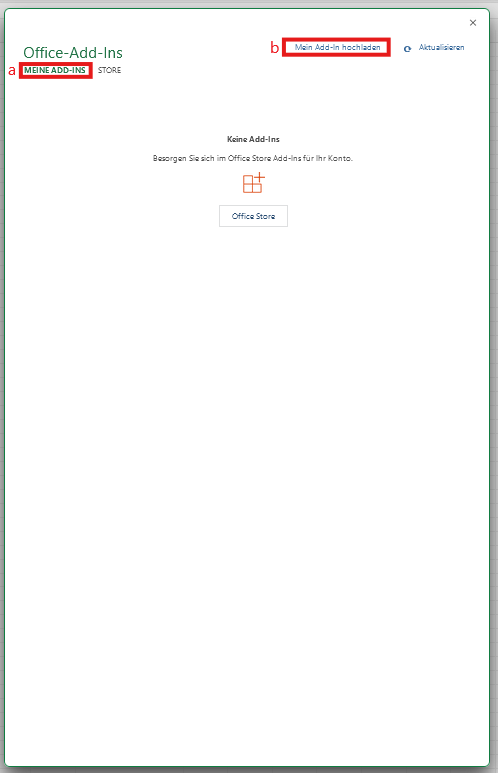 Office-Add-Ins
b Mein Add-In hochladen Aktualisieren
a MEINE ADD-INS STORE
Keine Add-Ins
Besorgen Sie sich im Office Store Add-Ins für Ihr Konto.
Office Store